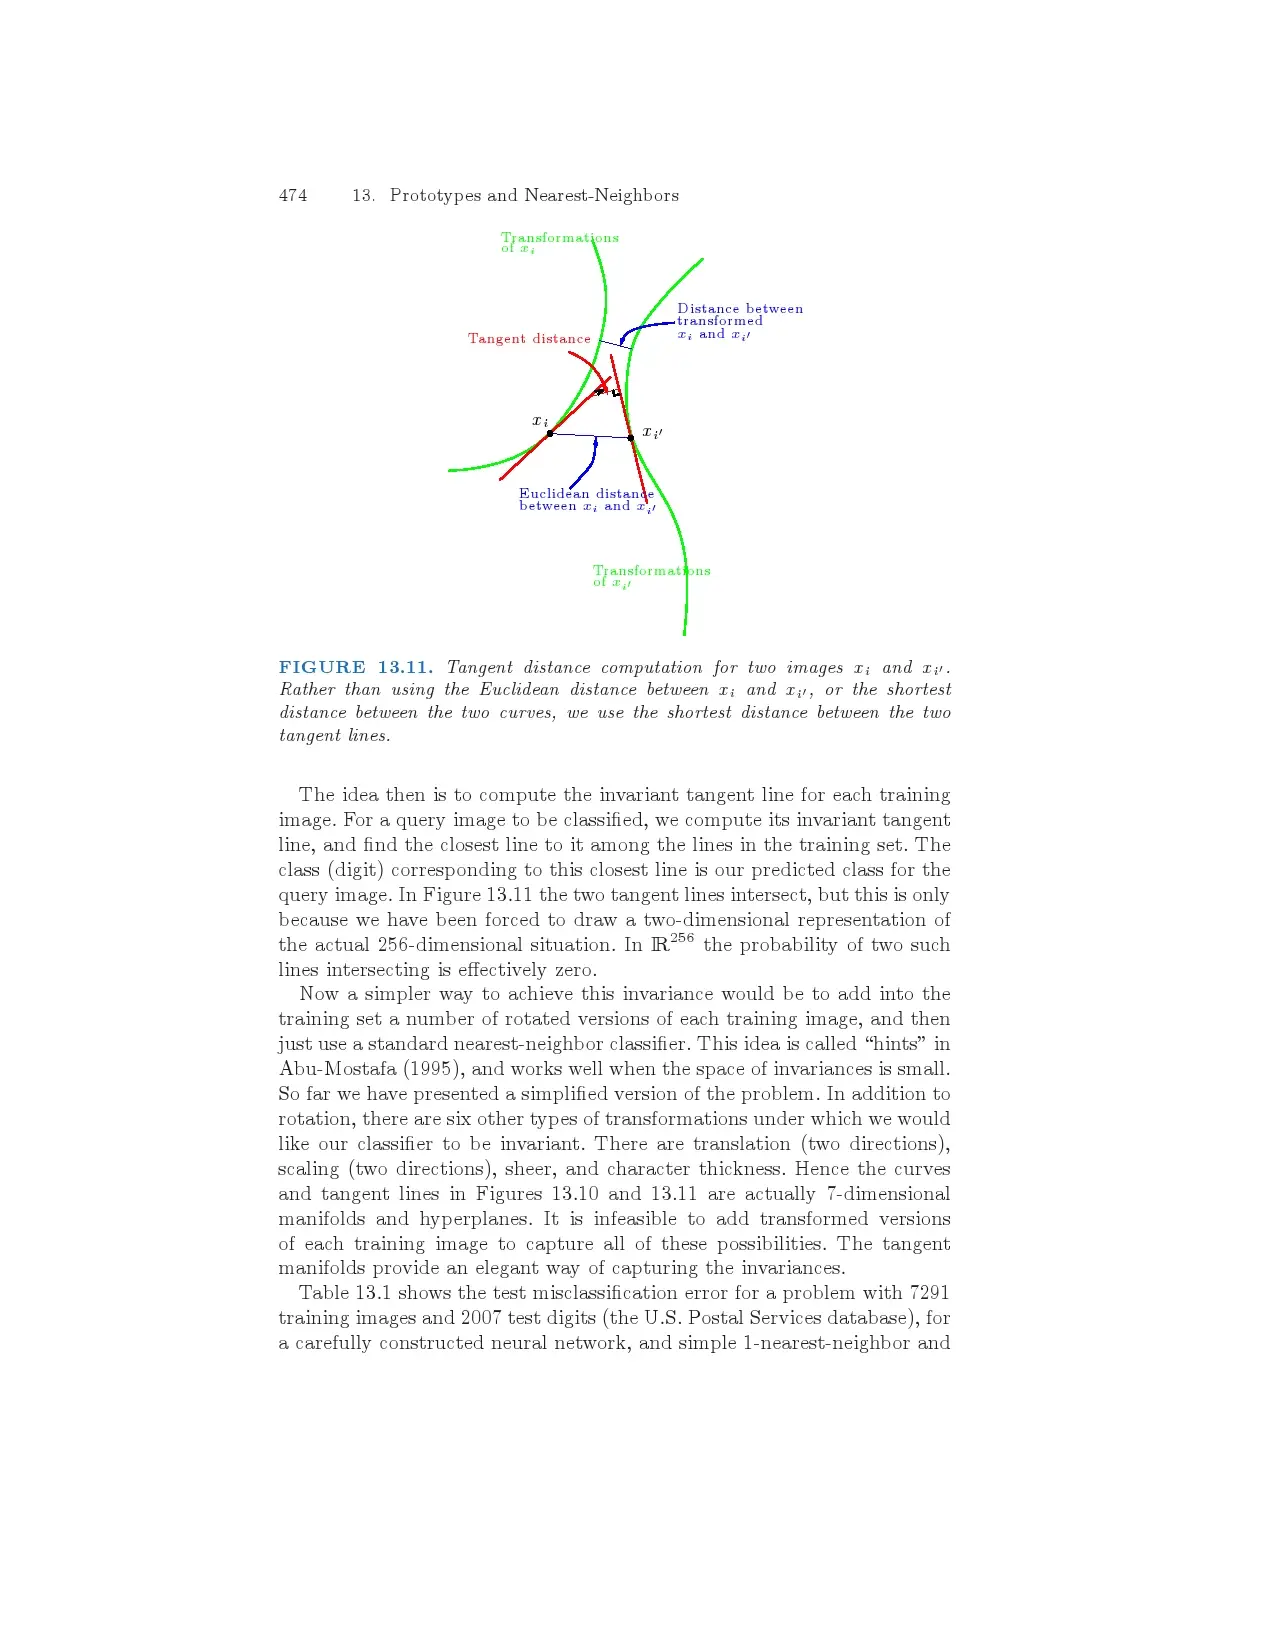 474 13. Prototypes and Nearest-Neighbors
Transformations
of x_i
Distance between
transformed
x_i and x_{i′}
Tangent distance
x_i
x_{i′}
Euclidean distance
between x_i and x_{i′}
Transformations
of x_{i′}
FIGURE 13.11. Tangent distance computation for two images x_i and x_{i′}.
Rather than using the Euclidean distance between x_i and x_{i′}, or the shortest
distance between the two curves, we use the shortest distance between the two
tangent lines.
The idea then is to compute the invariant tangent line for each training
image. For a query image to be classified, we compute its invariant tangent
line, and find the closest line to it among the lines in the training set. The
class (digit) corresponding to this closest line is our predicted class for the
query image. In Figure 13.11 the two tangent lines intersect, but this is only
because we have been forced to draw a two-dimensional representation of
the actual 256-dimensional situation. In ℝ^256 the probability of two such
lines intersecting is effectively zero.
Now a simpler way to achieve this invariance would be to add into the
training set a number of rotated versions of each training image, and then
just use a standard nearest-neighbor classifier. This idea is called “hints” in
Abu-Mostafa (1995), and works well when the space of invariances is small.
So far we have presented a simplified version of the problem. In addition to
rotation, there are six other types of transformations under which we would
like our classifier to be invariant. There are translation (two directions),
scaling (two directions), sheer, and character thickness. Hence the curves
and tangent lines in Figures 13.10 and 13.11 are actually 7-dimensional
manifolds and hyperplanes. It is infeasible to add transformed versions
of each training image to capture all of these possibilities. The tangent
manifolds provide an elegant way of capturing the invariances.
Table 13.1 shows the test misclassification error for a problem with 7291
training images and 2007 test digits (the U.S. Postal Services database), for
a carefully constructed neural network, and simple 1-nearest-neighbor and